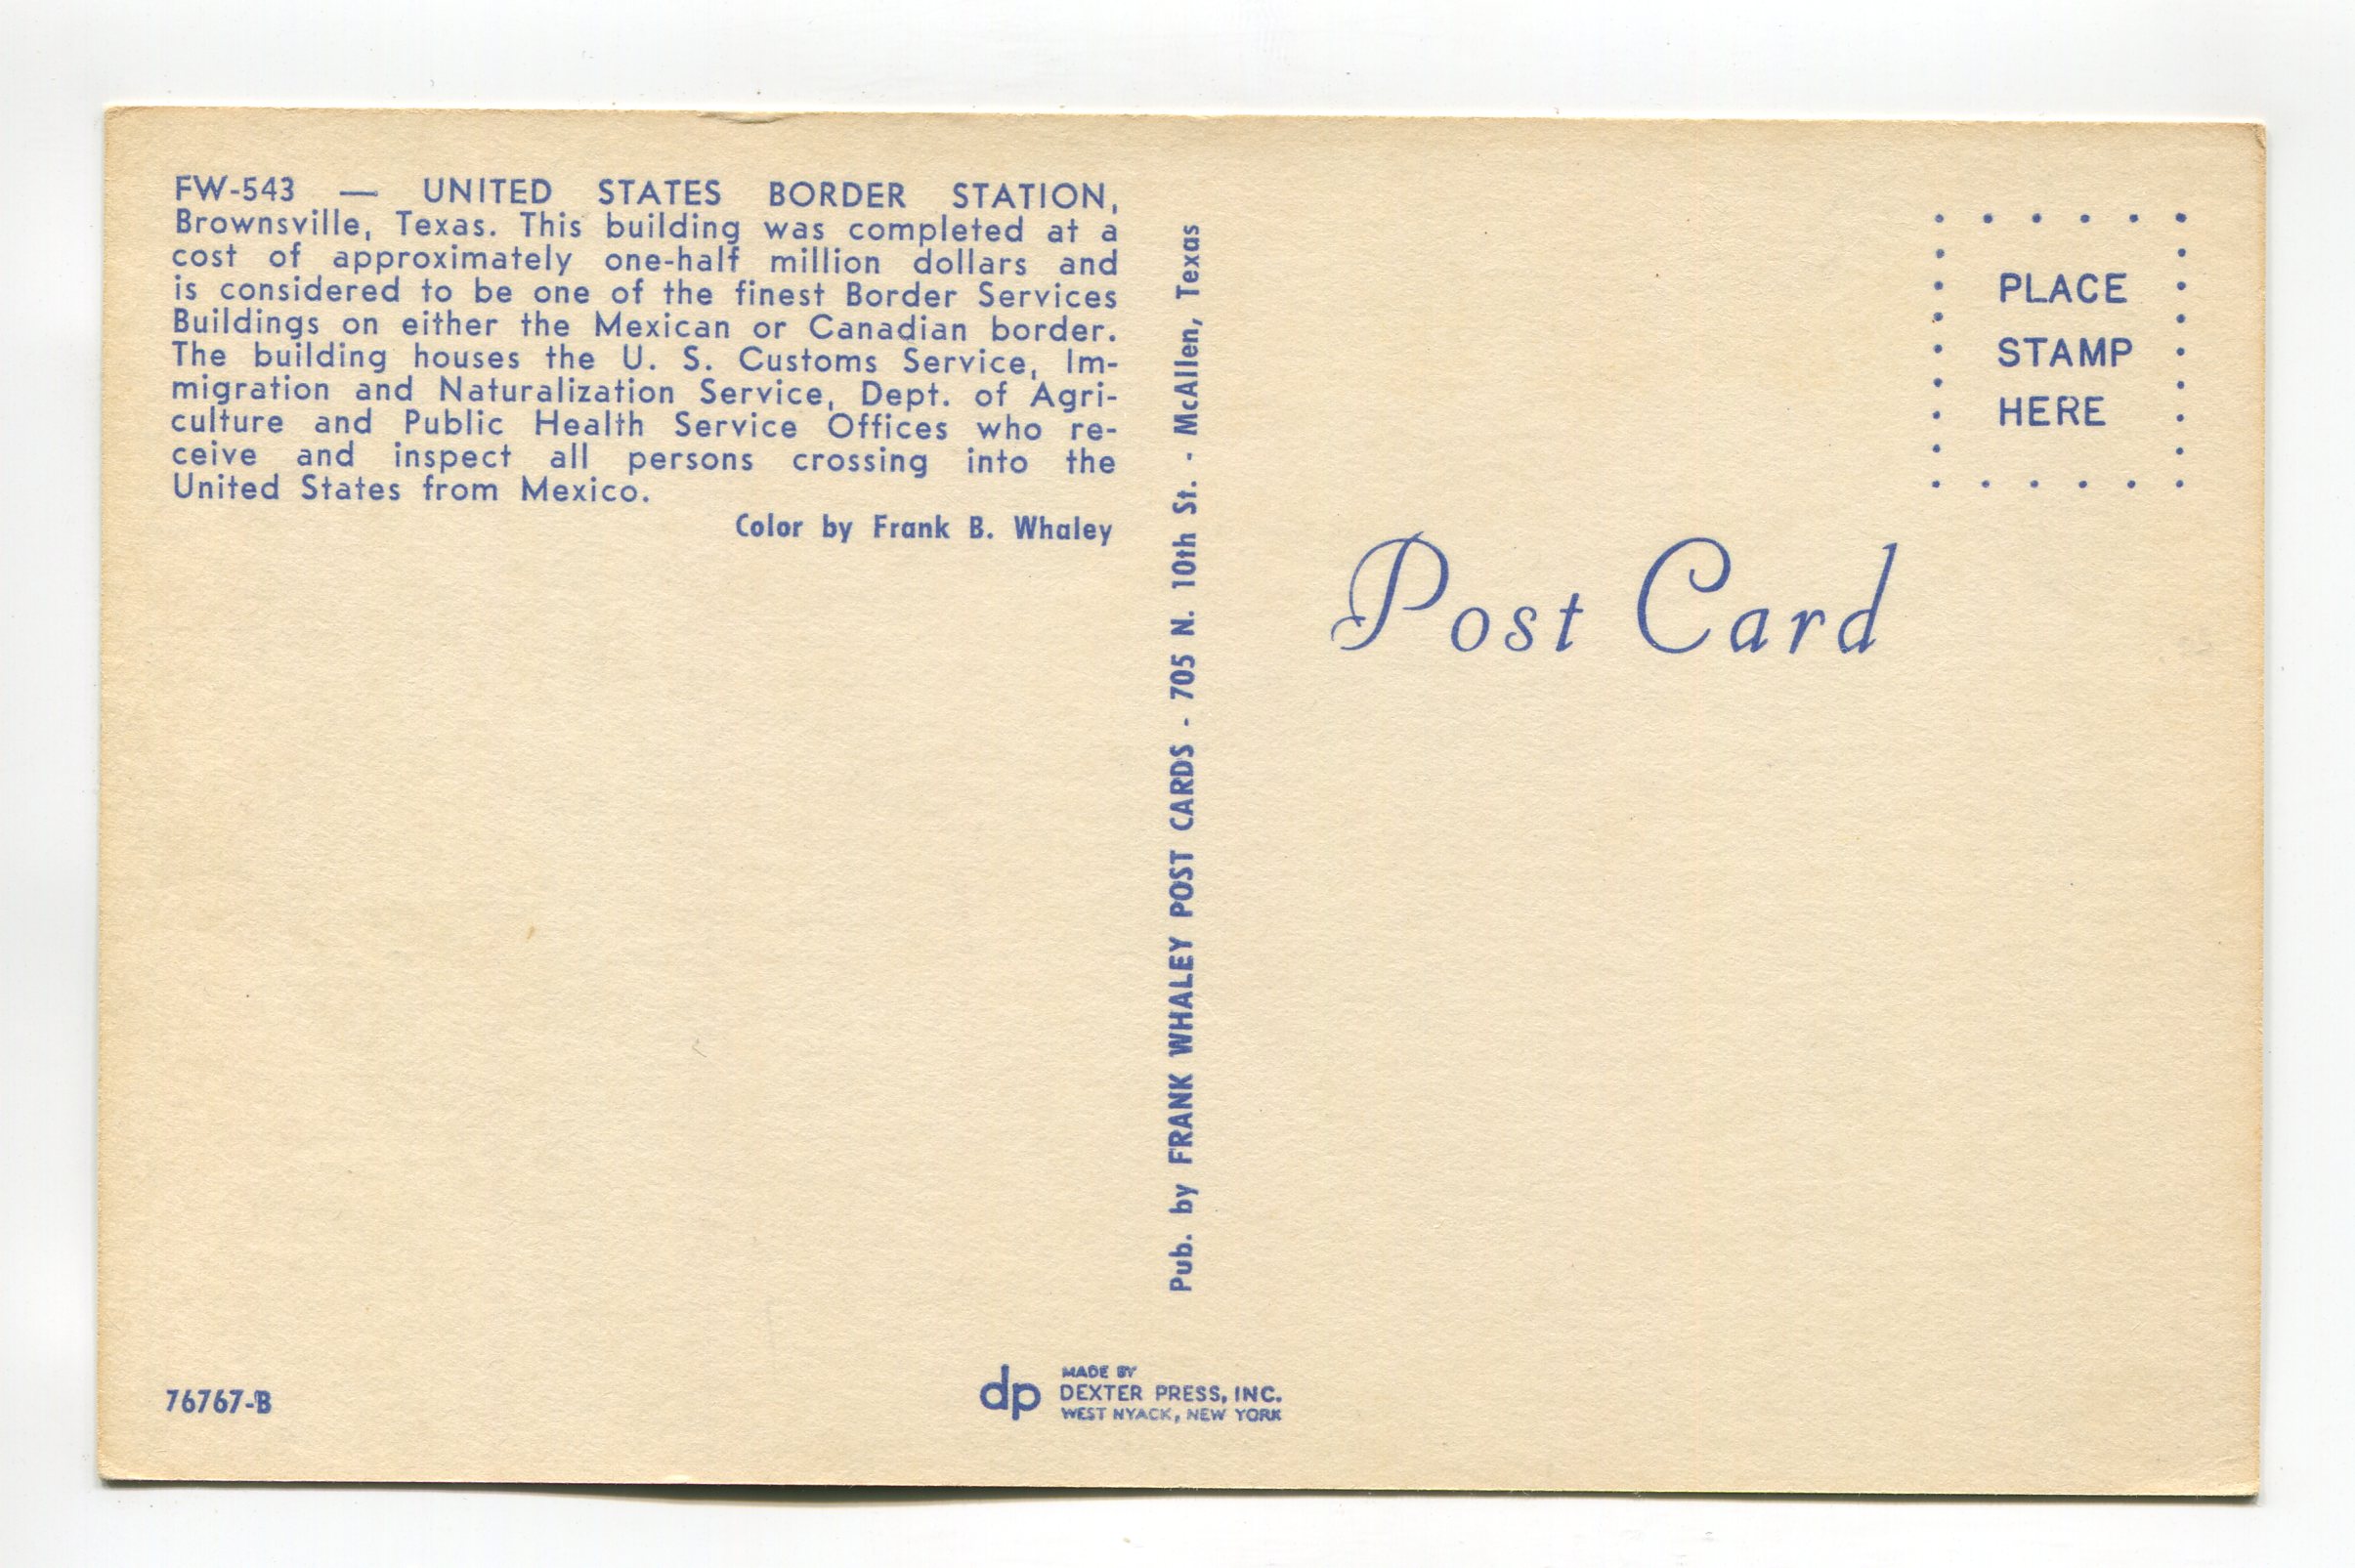 FW-543 — UNITED STATES BORDER STATION,
Brownsville, Texas. This building was completed at a
cost of approximately one-half million dollars and
is considered to be one of the finest Border Services
Buildings on either the Mexican or Canadian border.
The building houses the U. S. Customs Service, Im-
migration and Naturalization Service, Dept. of Agri-
culture and Public Health Service Offices who re-
ceive and inspect all persons crossing into the
United States from Mexico.
Color by Frank B. Whaley
76767-B
Pub. by FRANK WHALEY POST CARDS - 705 N. 10th St. - McAllen, Texas
dp
MADE BY
DEXTER PRESS, INC.
WEST NYACK, NEW YORK
PLACE
STAMP
HERE
Post Card